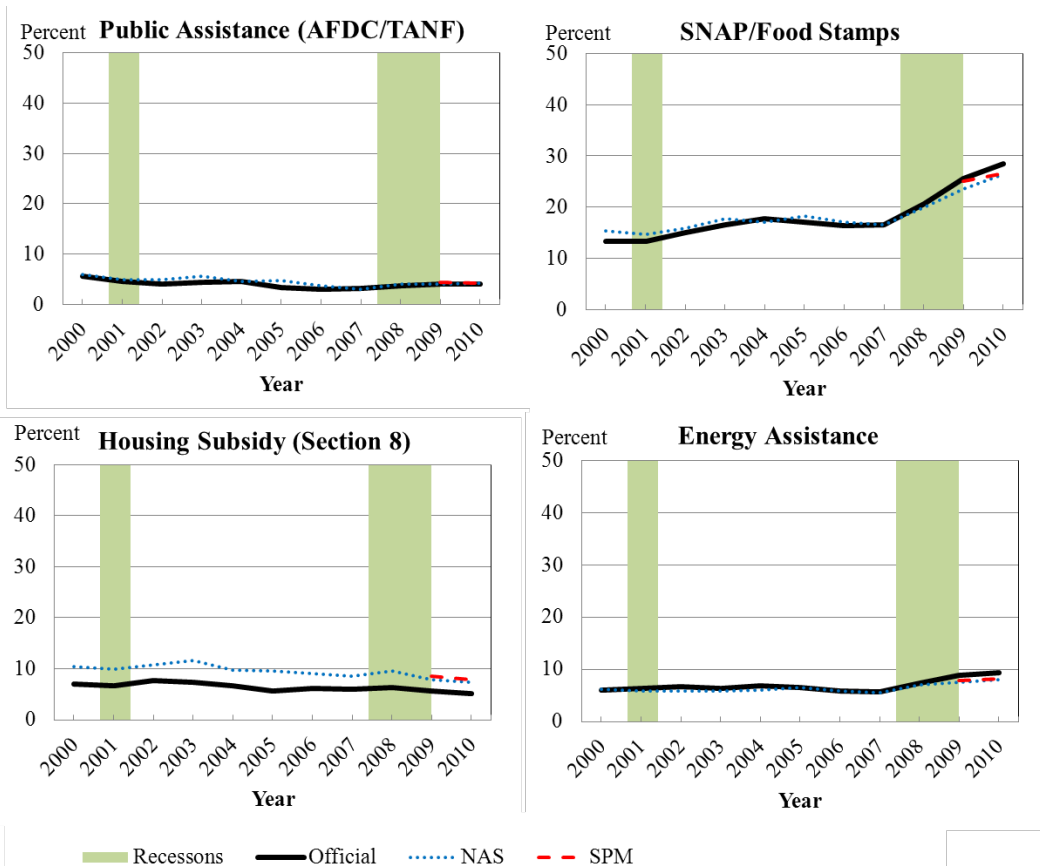 Percent Public Assistance (AFDC/TANF)
50
40
30
20
10
0
2000 2001 2002 2003 2004 2005 2006 2007 2008 2009 2010
Year
Percent SNAP/Food Stamps
50
40
30
20
10
0
2000 2001 2002 2003 2004 2005 2006 2007 2008 2009 2010
Year
Percent Housing Subsidy (Section 8)
50
40
30
20
10
0
2000 2001 2002 2003 2004 2005 2006 2007 2008 2009 2010
Year
Percent Energy Assistance
50
40
30
20
10
0
2000 2001 2002 2003 2004 2005 2006 2007 2008 2009 2010
Year
Recessons Official NAS SPM